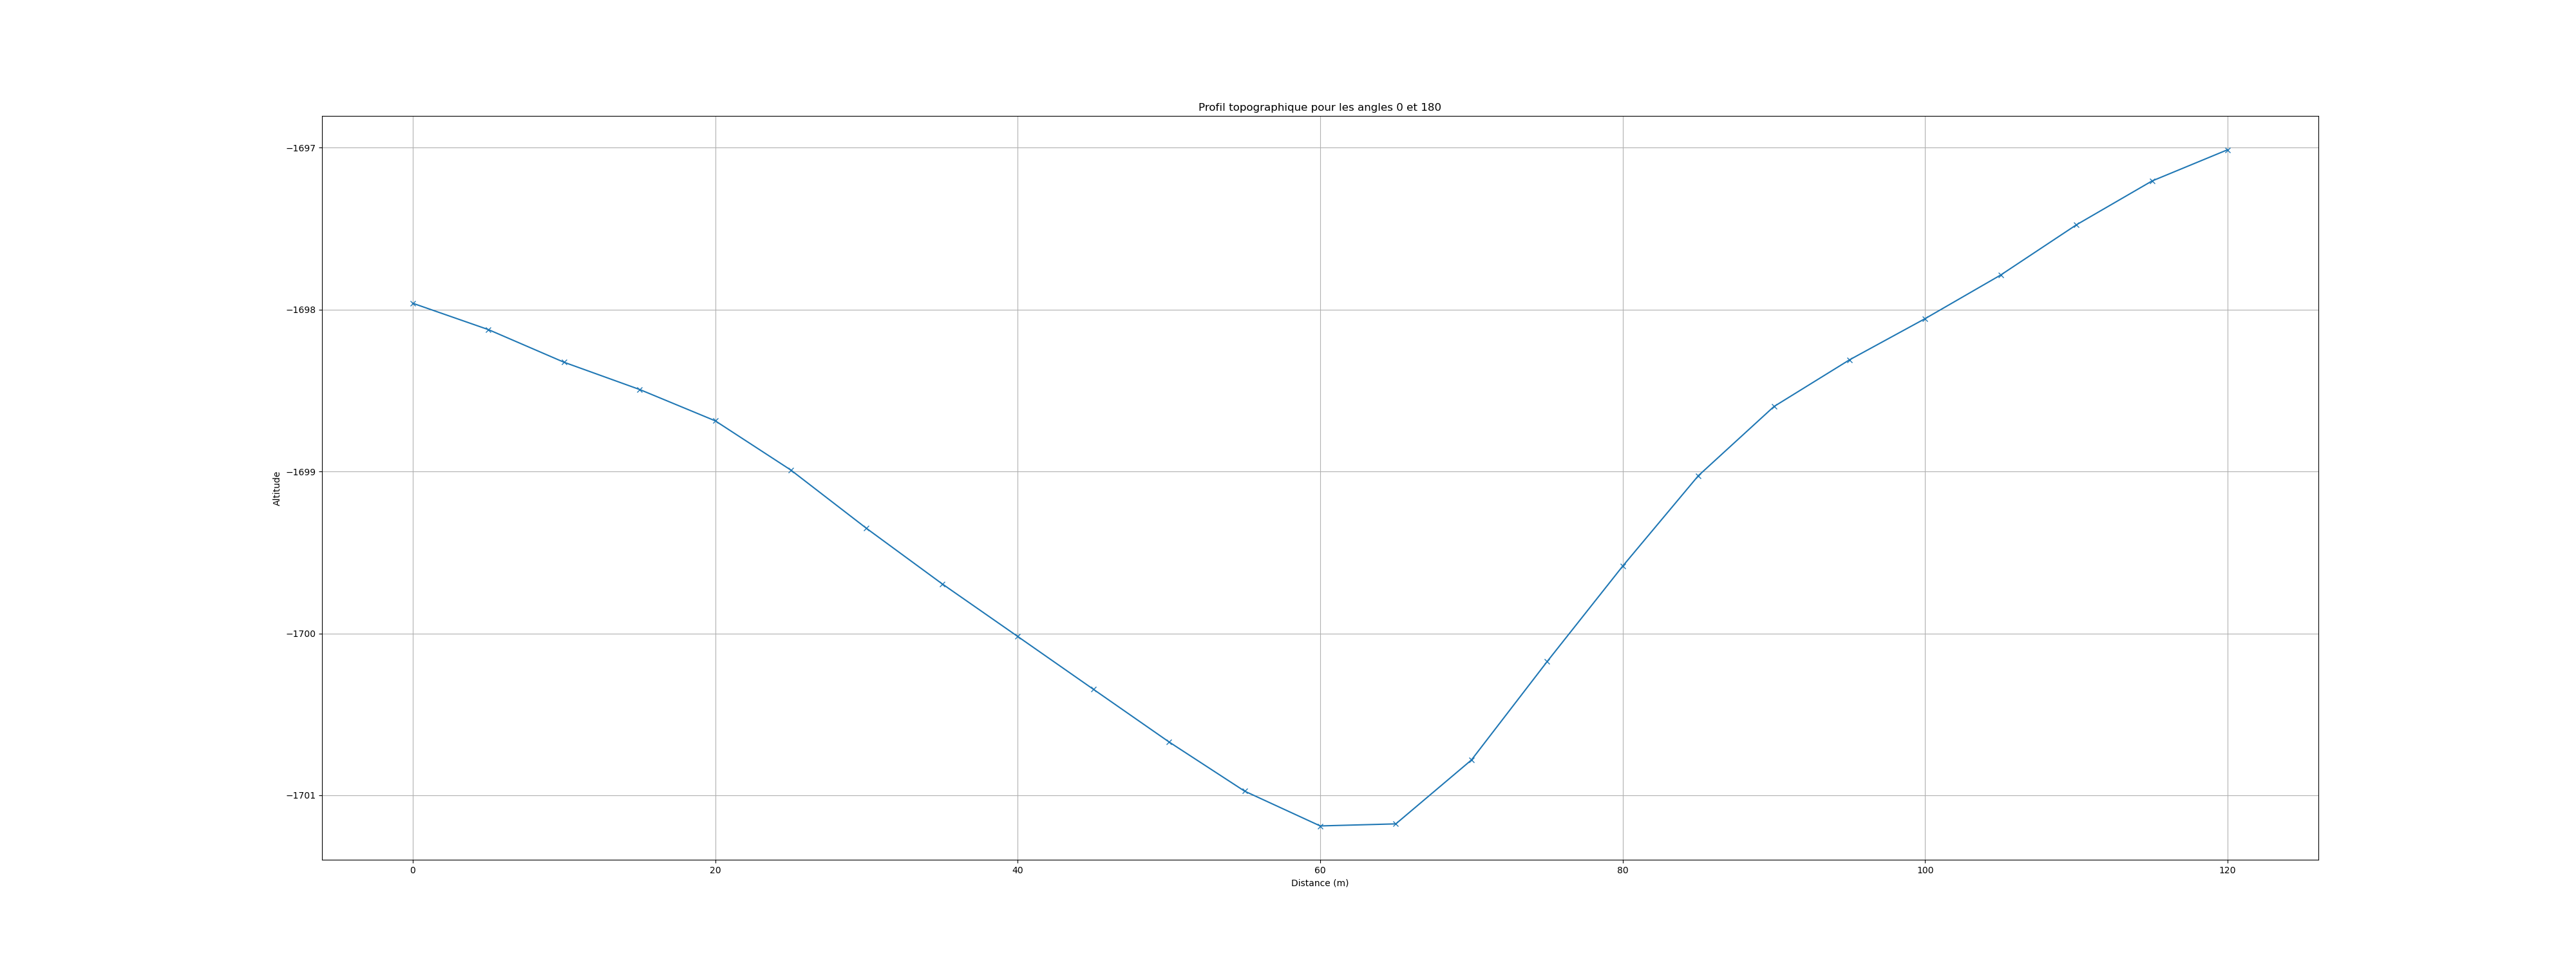 Profil topographique pour les angles 0 et 180
Altitude
−1697
−1698
−1699
−1700
−1701
0 20 40 60 80 100 120
Distance (m)